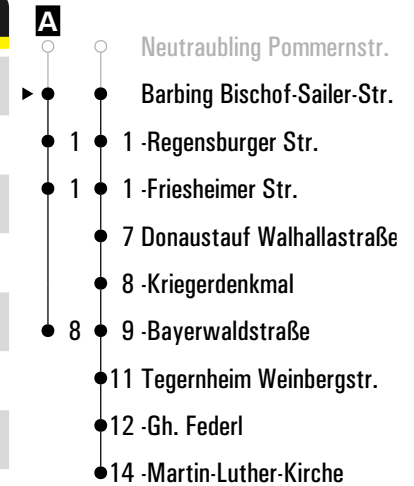 A
Neutraubling Pommernstr.
Barbing Bischof-Sailer-Str.
1 1 -Regensburger Str.
1 1 -Friesheimer Str.
7 Donaustauf Walhallastraße
8 -Kriegerdenkmal
8 9 -Bayerwaldstraße
11 Tegernheim Weinbergstr.
12 -Gh. Federl
14 -Martin-Luther-Kirche